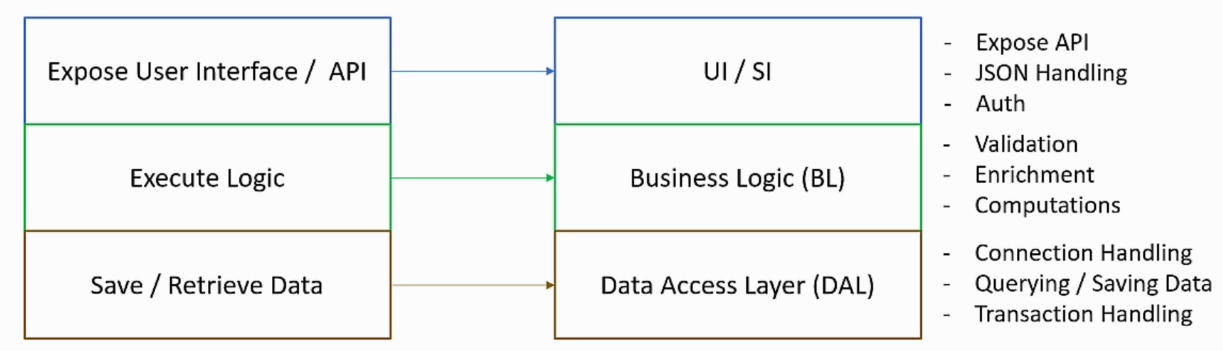 Expose User Interface / API
UI / SI
- Expose API
- JSON Handling
- Auth
Execute Logic
Business Logic (BL)
- Validation
- Enrichment
- Computations
Save / Retrieve Data
Data Access Layer (DAL)
- Connection Handling
- Querying / Saving Data
- Transaction Handling